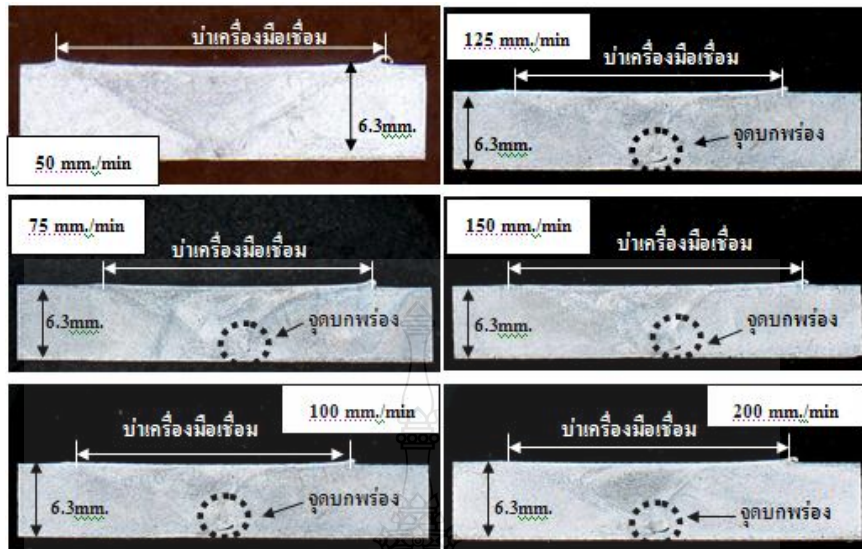 บ่าเครื่องมือเชื่อม
6.3mm.
50 mm./min
125 mm./min
บ่าเครื่องมือเชื่อม
6.3mm.
จุดบกพร่อง
75 mm./min
บ่าเครื่องมือเชื่อม
6.3mm.
จุดบกพร่อง
150 mm./min
บ่าเครื่องมือเชื่อม
6.3mm.
จุดบกพร่อง
100 mm./min
บ่าเครื่องมือเชื่อม
6.3mm.
จุดบกพร่อง
200 mm./min
บ่าเครื่องมือเชื่อม
6.3mm.
จุดบกพร่อง